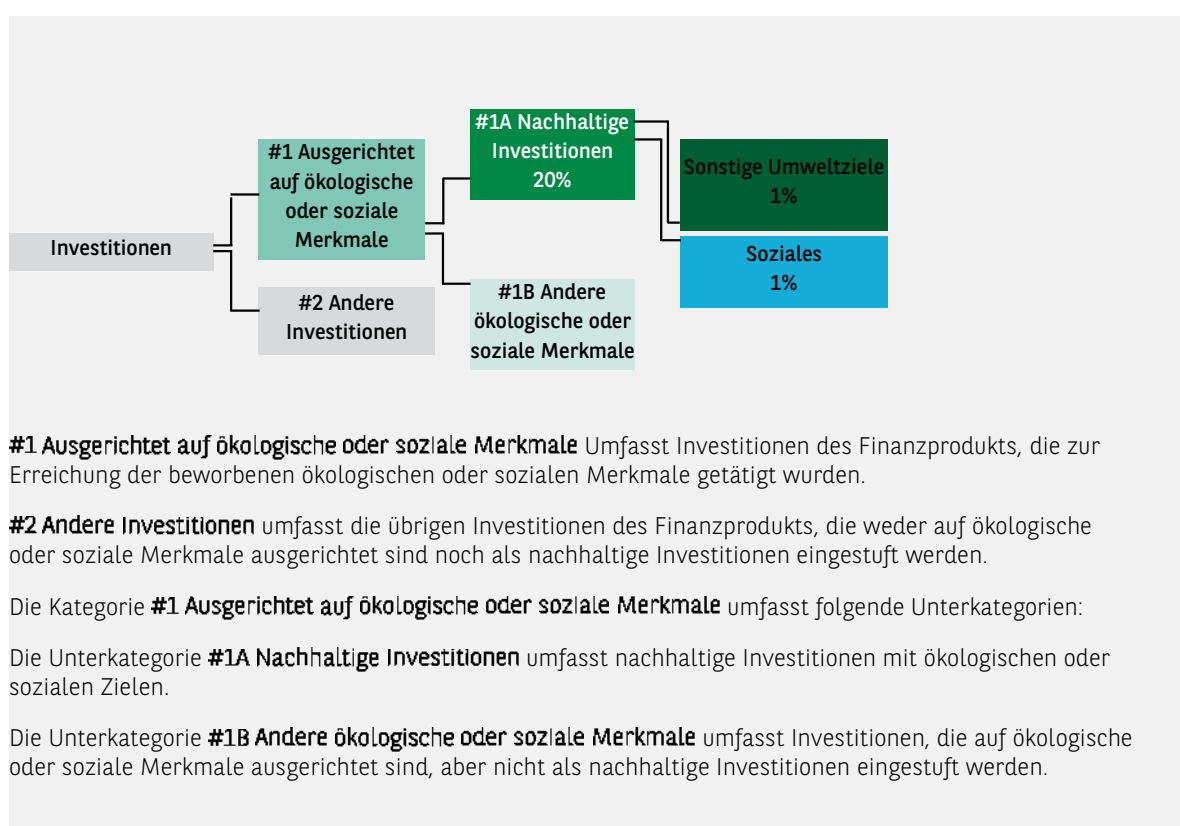 Investitionen
#1 Ausgerichtet
auf ökologische
oder soziale
Merkmale
#2 Andere
Investitionen
#1A Nachhaltige
Investitionen
20%
#1B Andere
ökologische oder
soziale Merkmale
Sonstige Umweltziele
1%
Soziales
1%
#1 Ausgerichtet auf ökologische oder soziale Merkmale Umfasst Investitionen des Finanzprodukts, die zur
Erreichung der beworbenen ökologischen oder sozialen Merkmale getätigt wurden.
#2 Andere Investitionen umfasst die übrigen Investitionen des Finanzprodukts, die weder auf ökologische
oder soziale Merkmale ausgerichtet sind noch als nachhaltige Investitionen eingestuft werden.
Die Kategorie #1 Ausgerichtet auf ökologische oder soziale Merkmale umfasst folgende Unterkategorien:
Die Unterkategorie #1A Nachhaltige Investitionen umfasst nachhaltige Investitionen mit ökologischen oder
sozialen Zielen.
Die Unterkategorie #1B Andere ökologische oder soziale Merkmale umfasst Investitionen, die auf ökologische
oder soziale Merkmale ausgerichtet sind, aber nicht als nachhaltige Investitionen eingestuft werden.